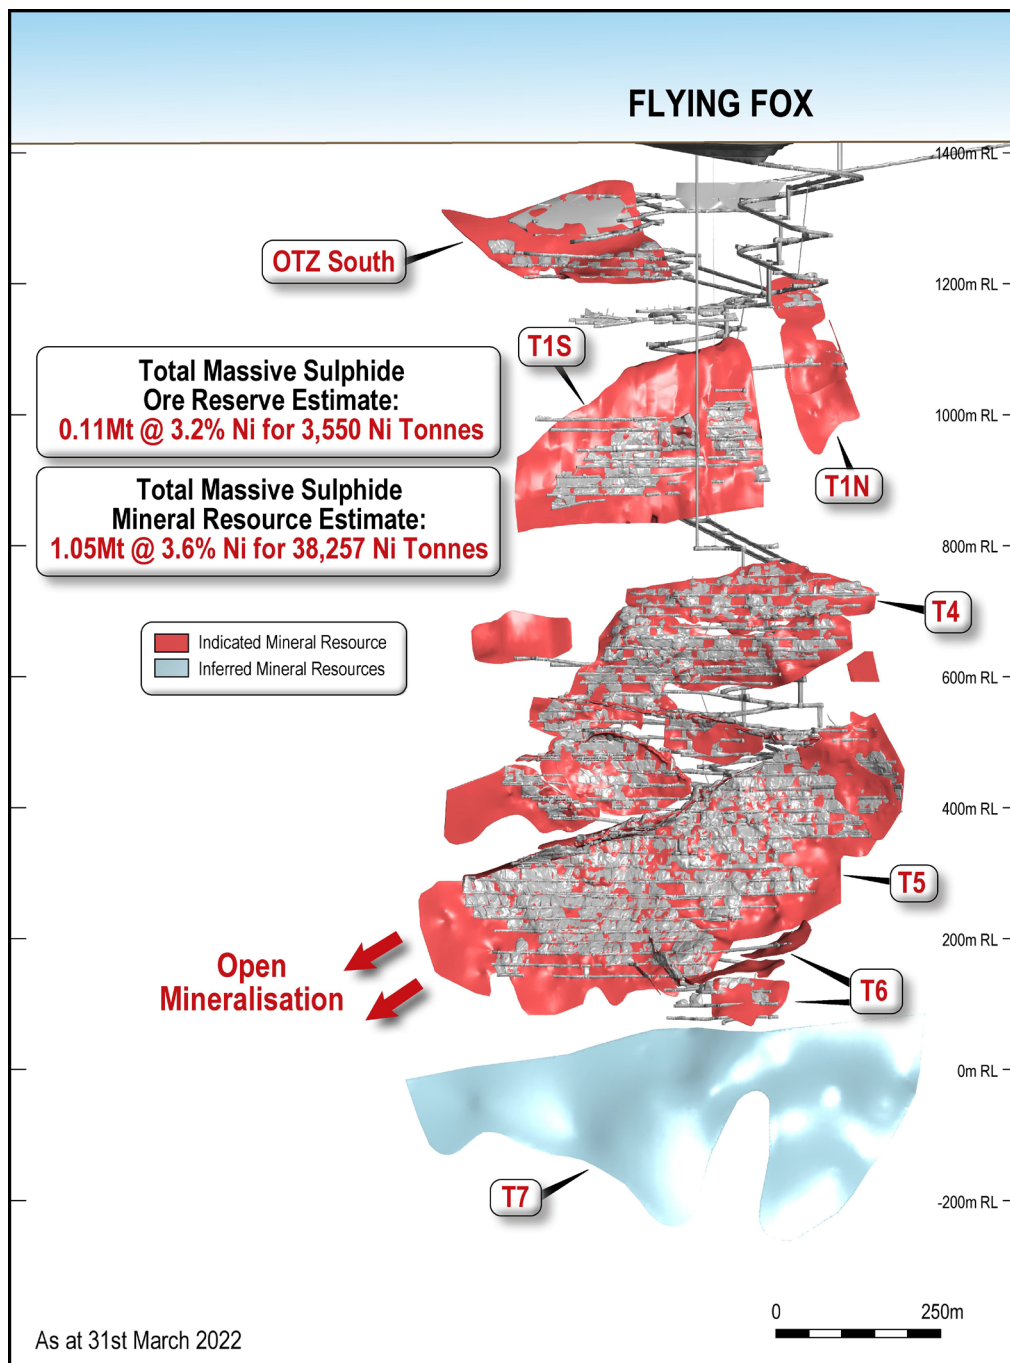 FLYING FOX
1400m RL
OTZ South
1200m RL
T1S
Total Massive Sulphide
Ore Reserve Estimate:
0.11Mt @ 3.2% Ni for 3,550 Ni Tonnes
1000m RL
T1N
Total Massive Sulphide
Mineral Resource Estimate:
1.05Mt @ 3.6% Ni for 38,257 Ni Tonnes
800m RL
T4
Indicated Mineral Resource
Inferred Mineral Resources
600m RL
400m RL
T5
200m RL
Open
Mineralisation
T6
0m RL
T7
-200m RL
0 250m
As at 31st March 2022